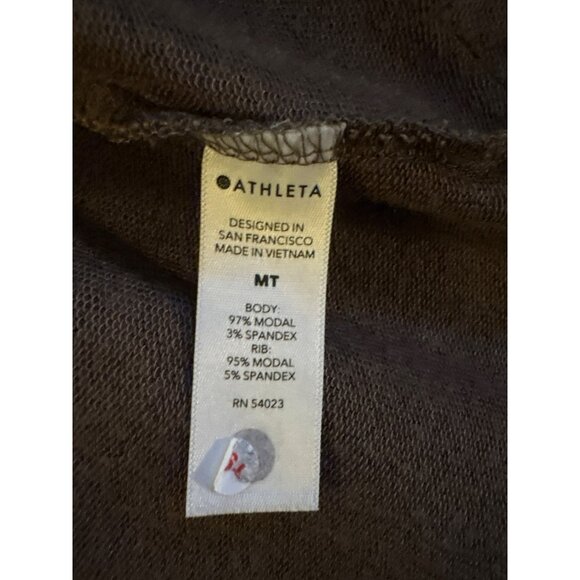 ATHLETA
DESIGNED IN
SAN FRANCISCO
MADE IN VIETNAM
MT
BODY:
97% MODAL
3% SPANDEX
RIB:
95% MODAL
5% SPANDEX
RN 54023